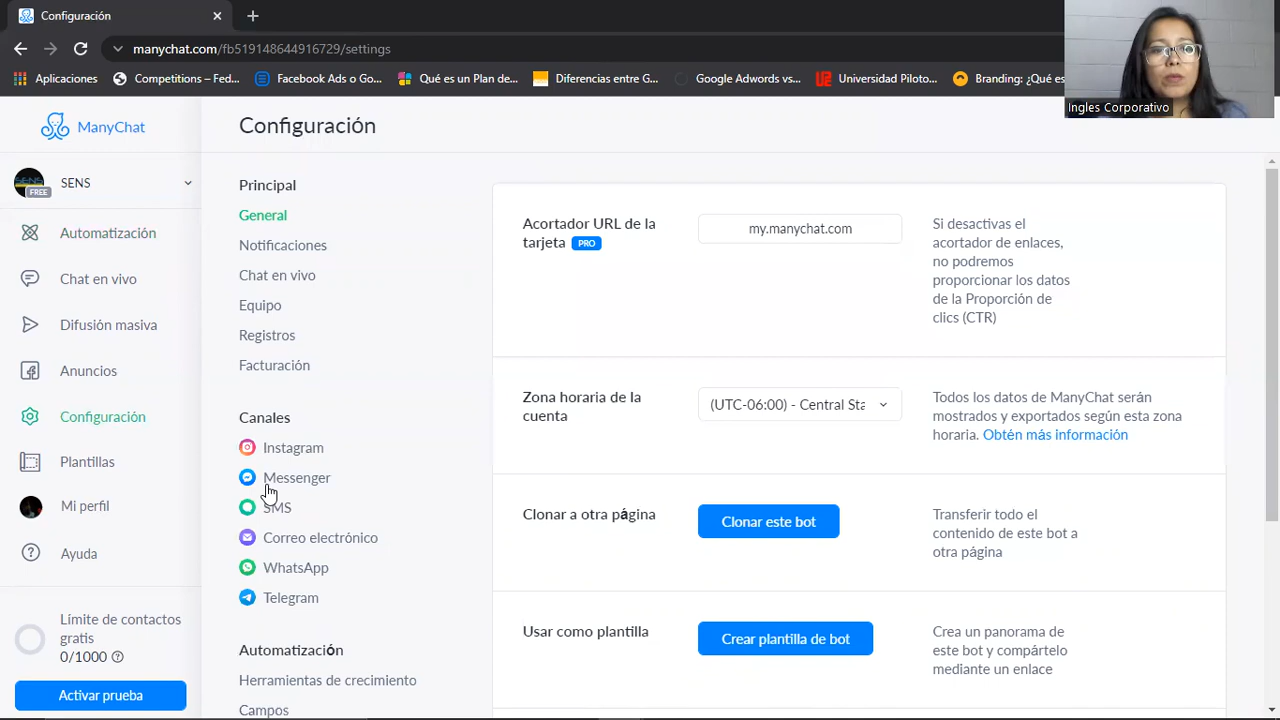 Configuración
manychat.com/fb519148644916729/settings
Aplicaciones
Competitions – Fed...
Facebook Ads o Go...
Qué es un Plan de...
Diferencias entre G...
Google Adwords vs...
Universidad Piloto...
Branding: ¿Qué es
Ingles Corporativo
ManyChat
SENS
FREE
Automatización
Chat en vivo
Difusión masiva
Anuncios
Configuración
Plantillas
Mi perfil
Ayuda
Límite de contactos
gratis
0/1000
Activar prueba
Configuración
Principal
General
Notificaciones
Chat en vivo
Equipo
Registros
Facturación
Canales
Instagram
Messenger
SMS
Correo electrónico
WhatsApp
Telegram
Automatización
Herramientas de crecimiento
Campos
Acortador URL de la
tarjeta PRO
my.manychat.com
Si desactivas el
acortador de enlaces,
no podremos
proporcionar los datos
de la Proporción de
clics (CTR)
Zona horaria de la
cuenta
(UTC-06:00) - Central Sta
Todos los datos de ManyChat serán
mostrados y exportados según esta zona
horaria. Obtén más información
Clonar a otra página
Clonar este bot
Transferir todo el
contenido de este bot a
otra página
Usar como plantilla
Crear plantilla de bot
Crea un panorama de
este bot y compártelo
mediante un enlace